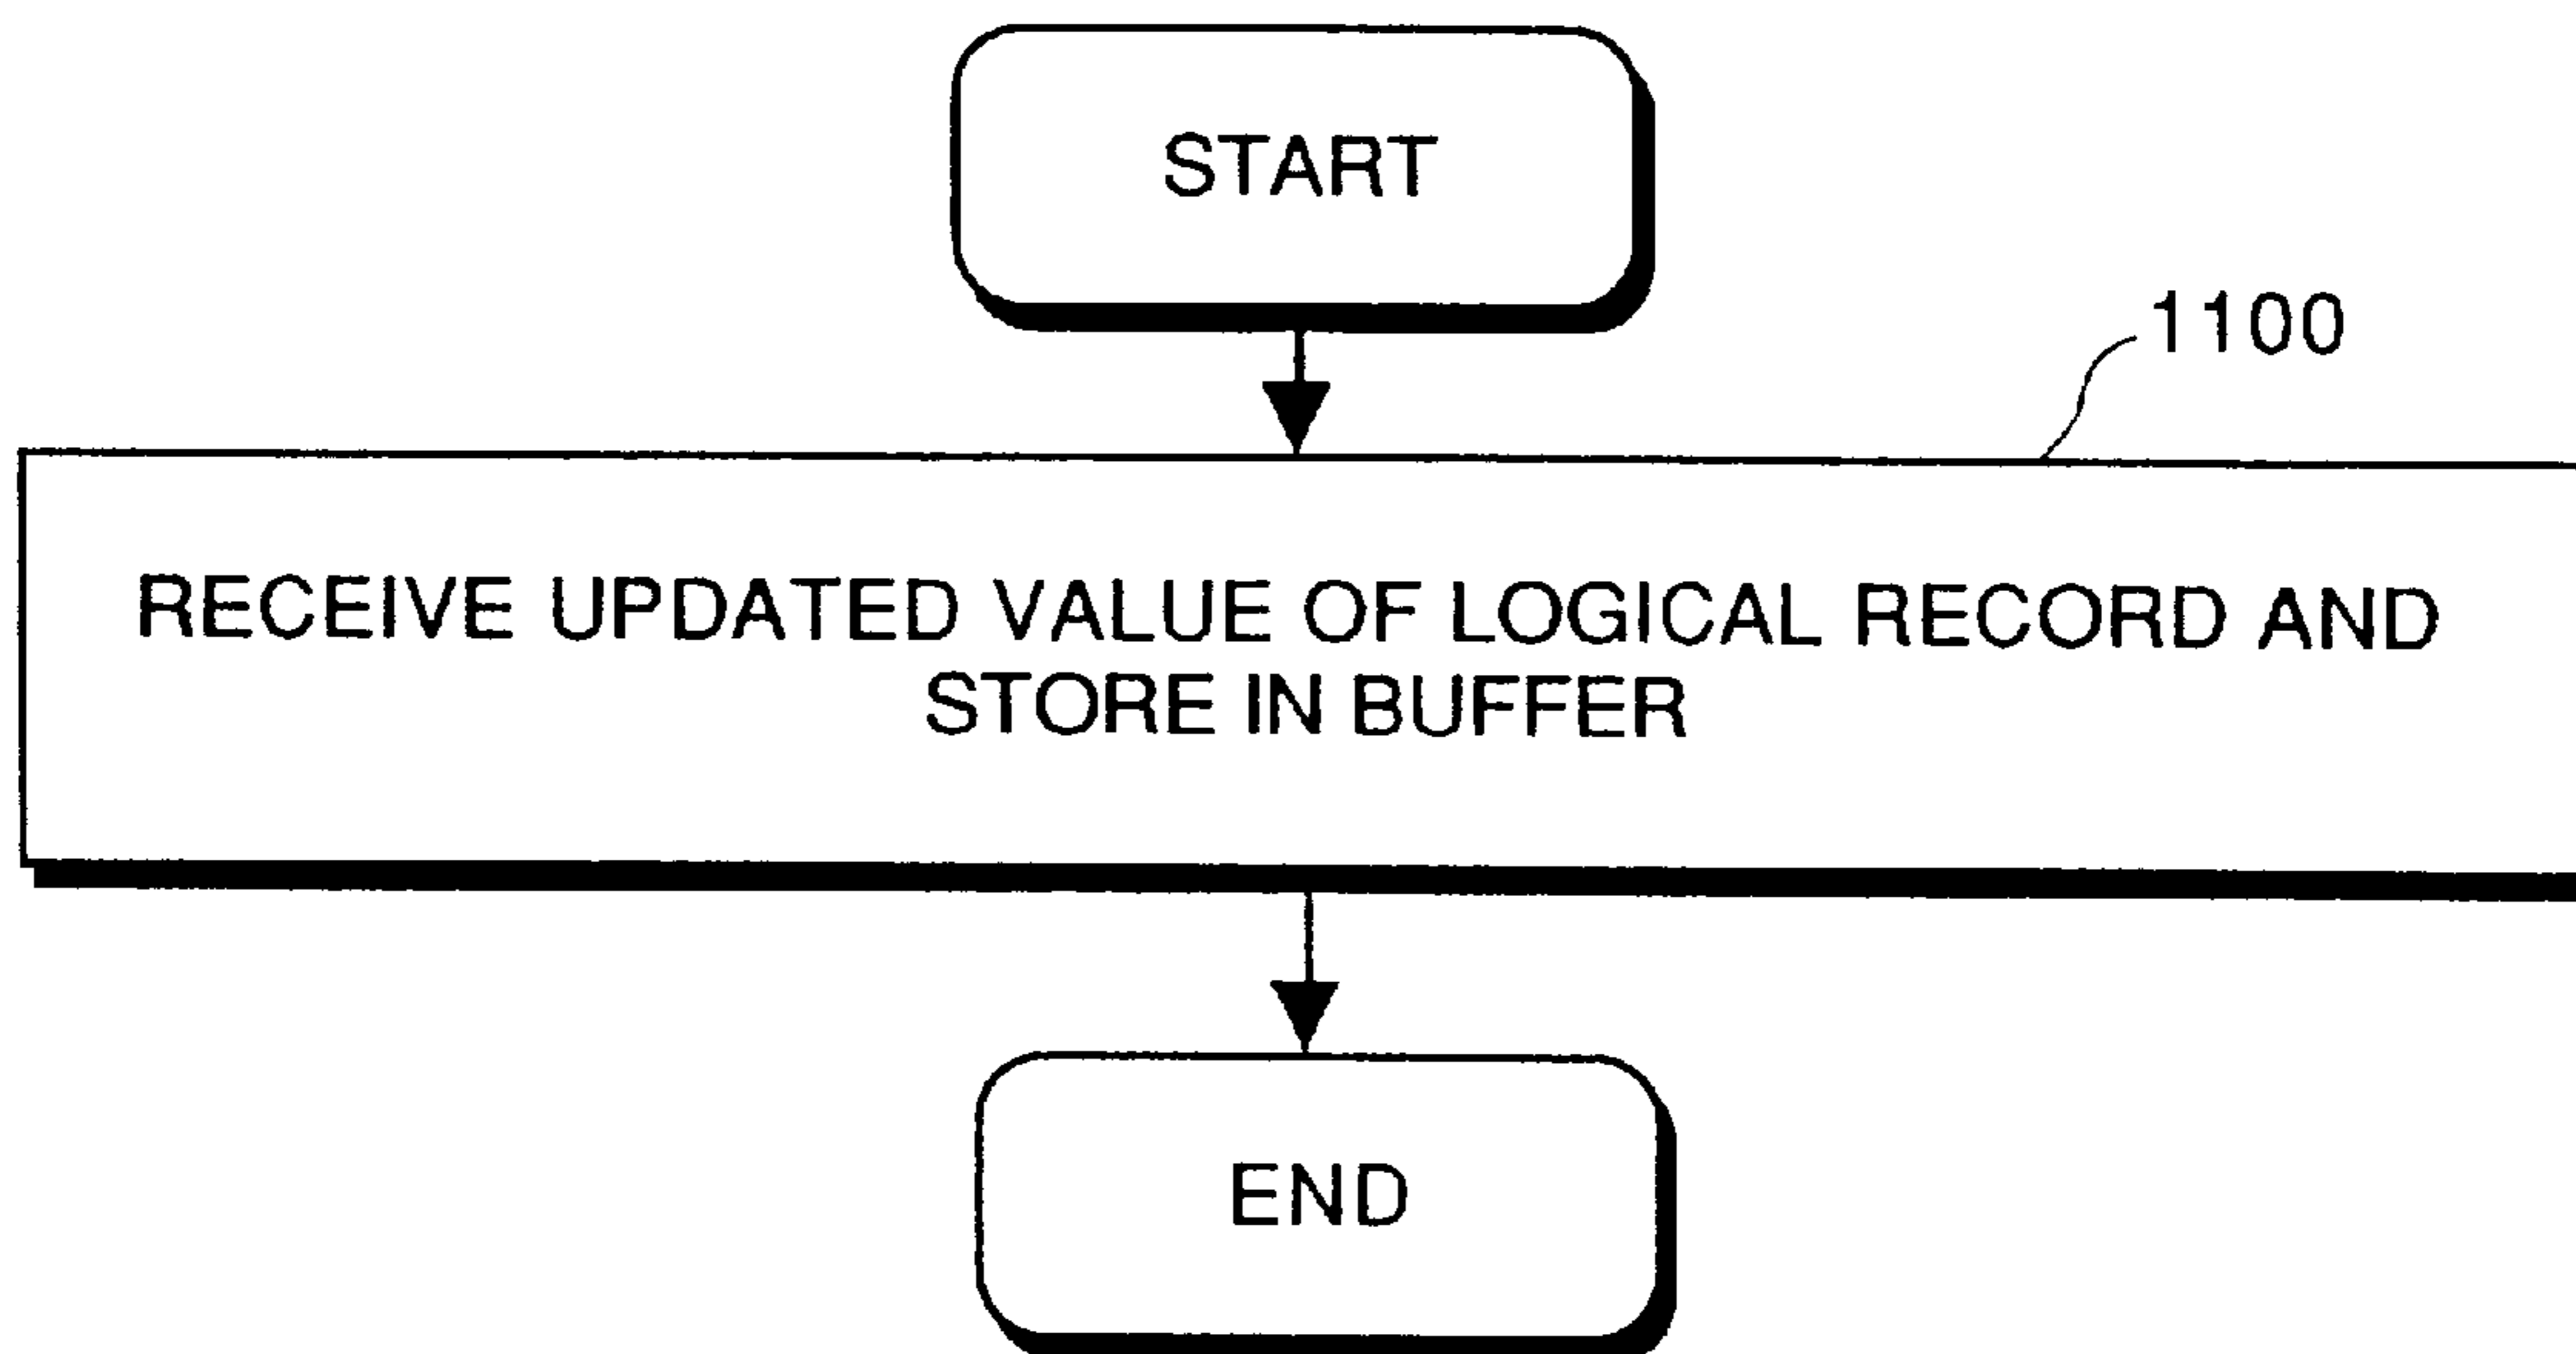 START
1100
RECEIVE UPDATED VALUE OF LOGICAL RECORD AND
STORE IN BUFFER
END